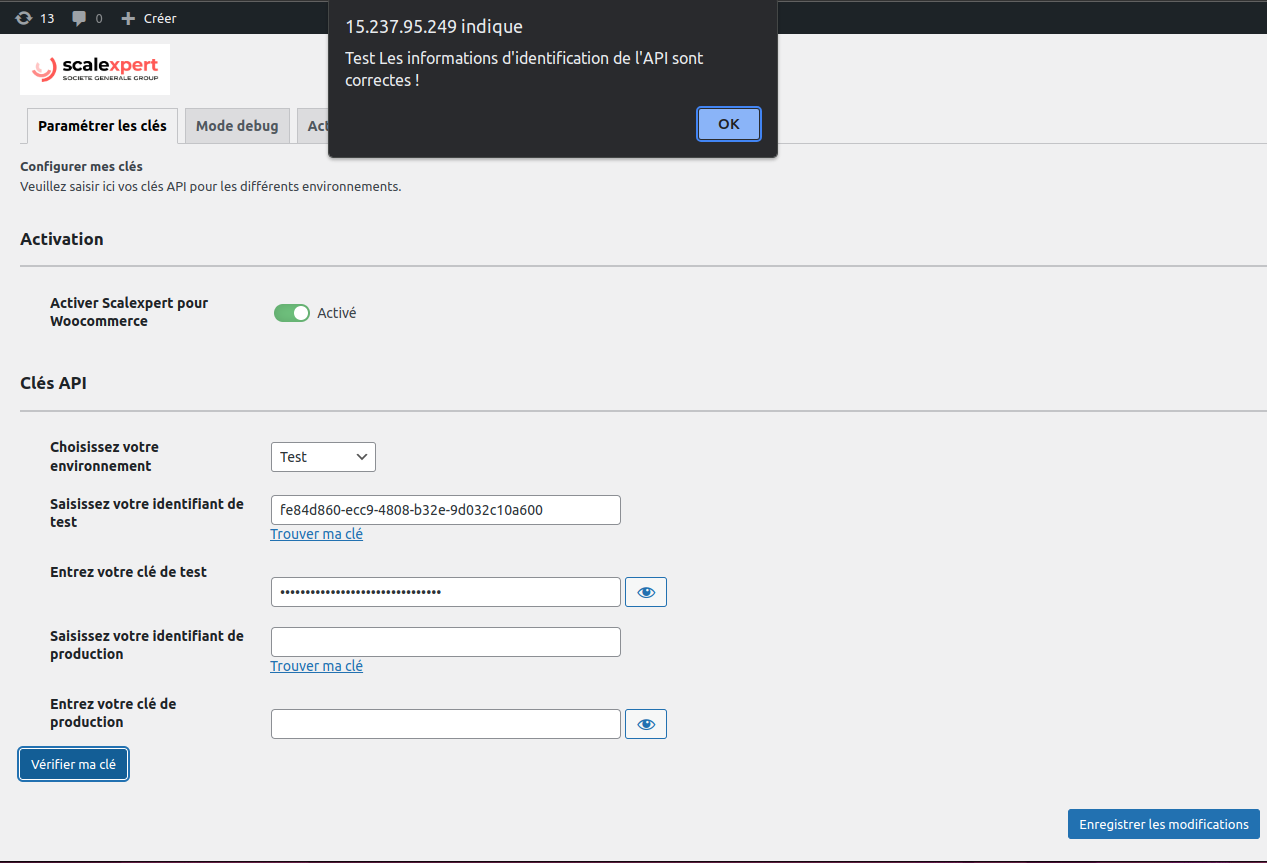 13 0 Créer
15.237.95.249 indique
Test Les informations d'identification de l'API sont
correctes !
OK
scalexpert
SOCIETE GENERALE GROUP
Paramétrer les clés Mode debug Act
Configurer mes clés
Veuillez saisir ici vos clés API pour les différents environnements.
Activation
Activer Scalexpert pour
Woocommerce
Activé
Clés API
Choisissez votre
environnement
Test
Saisissez votre identifiant de
test
fe84d860-ecc9-4808-b32e-9d032c10a600
Trouver ma clé
Entrez votre clé de test
Saisissez votre identifiant de
production
Trouver ma clé
Entrez votre clé de
production
Vérifier ma clé
Enregistrer les modifications